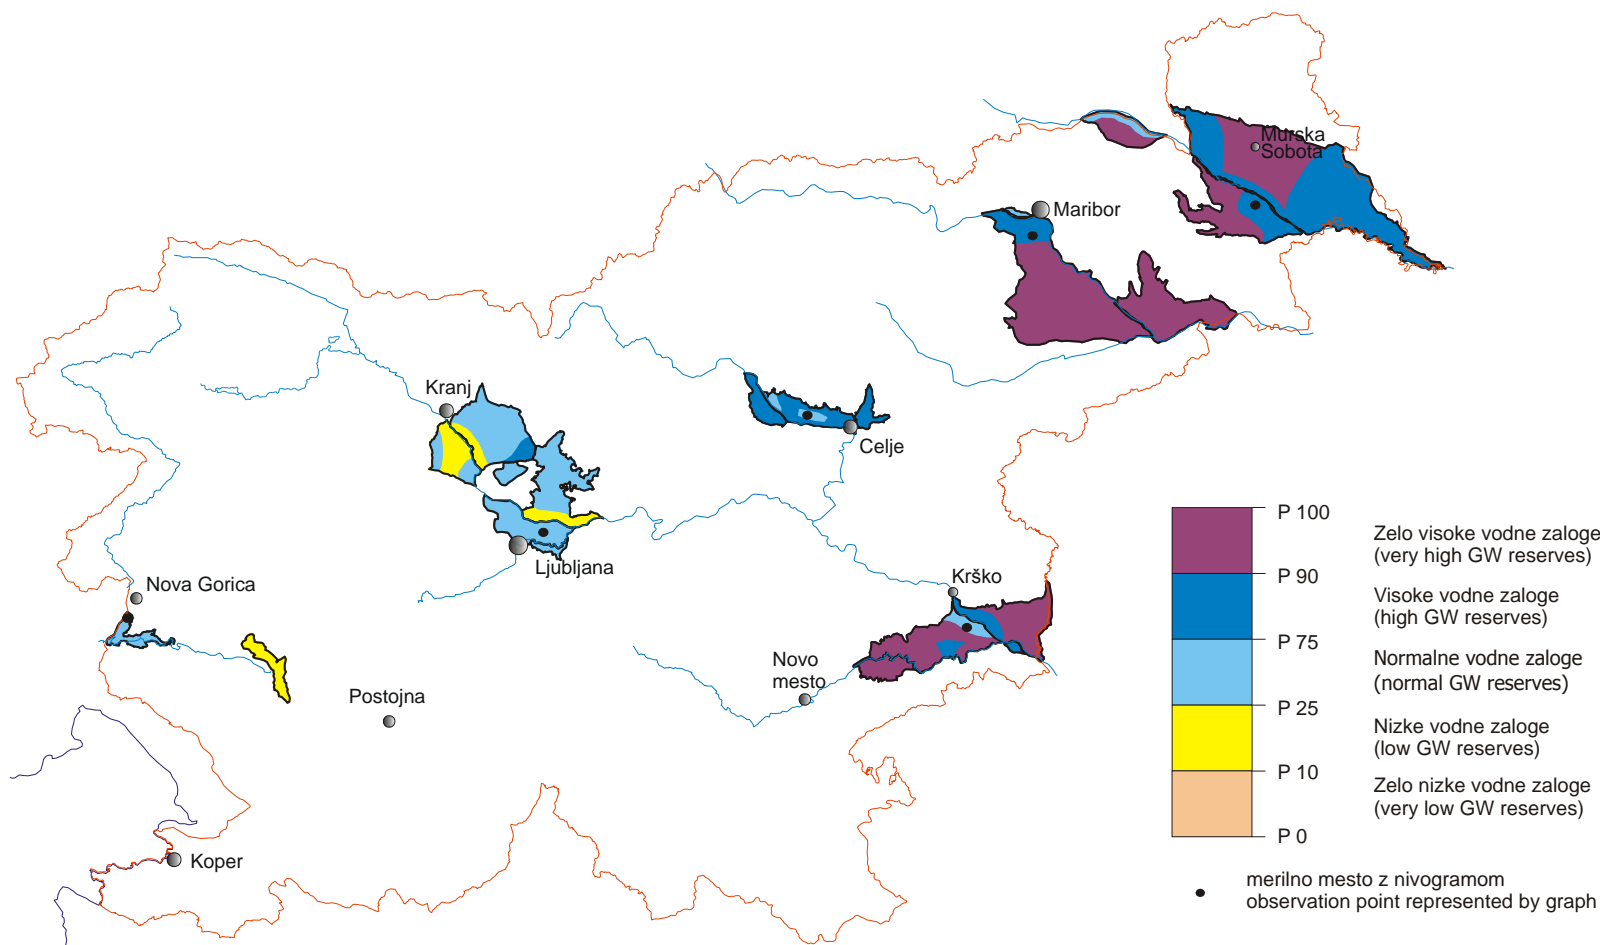 Murska
Sobota
Maribor
Kranj
Celje
Ljubljana
Nova Gorica
Krško
Novo
mesto
Postojna
Koper
P 100
Zelo visoke vodne zaloge
(very high GW reserves)
P 90
Visoke vodne zaloge
(high GW reserves)
P 75
Normalne vodne zaloge
(normal GW reserves)
P 25
Nizke vodne zaloge
(low GW reserves)
P 10
Zelo nizke vodne zaloge
(very low GW reserves)
P 0
merilno mesto z nivogramom
observation point represented by graph